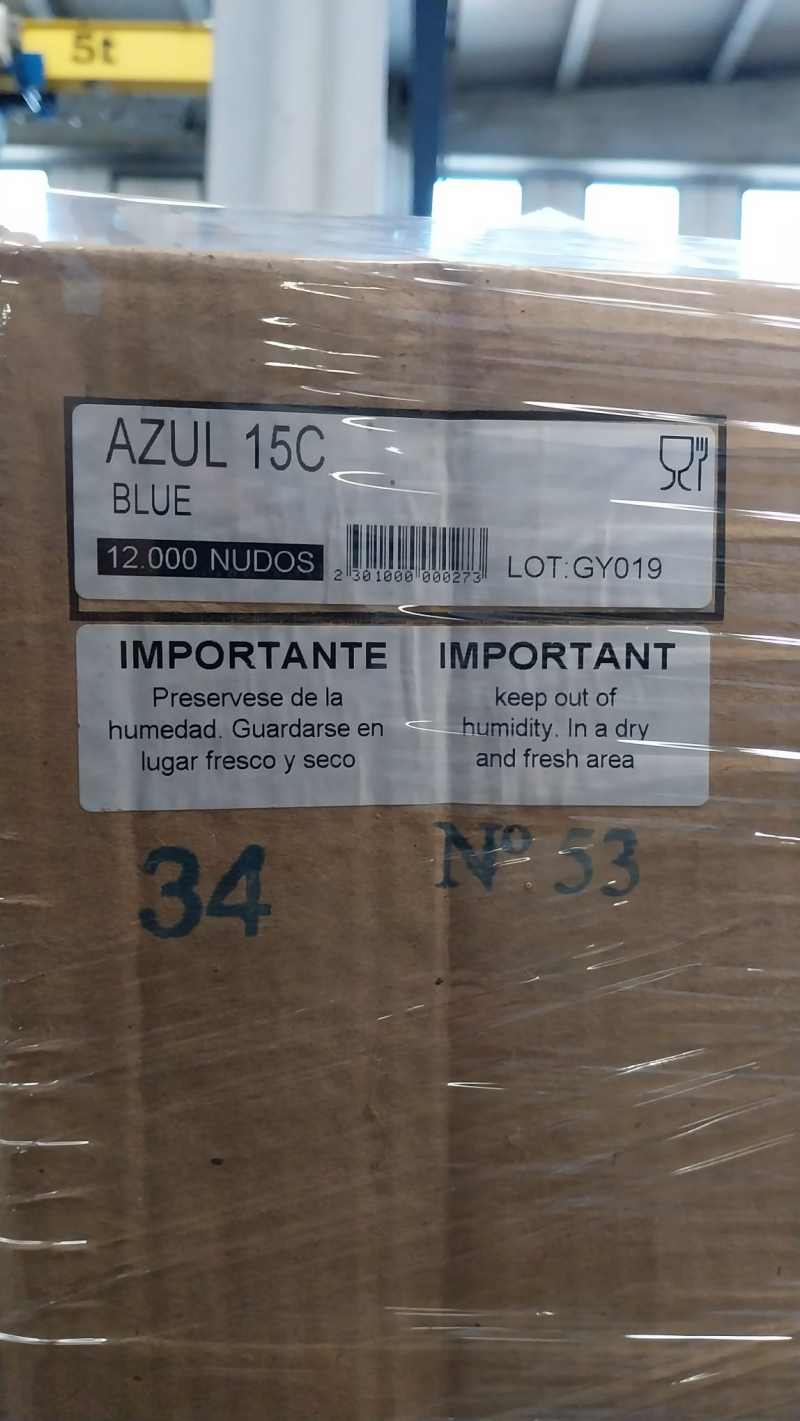 5t
AZUL 15C
BLUE
12.000 NUDOS
2 301000 000273
LOT:GY019
IMPORTANTE
Preservese de la
humedad. Guardarse en
lugar fresco y seco
IMPORTANT
keep out of
humidity. In a dry
and fresh area
34
Nº 53